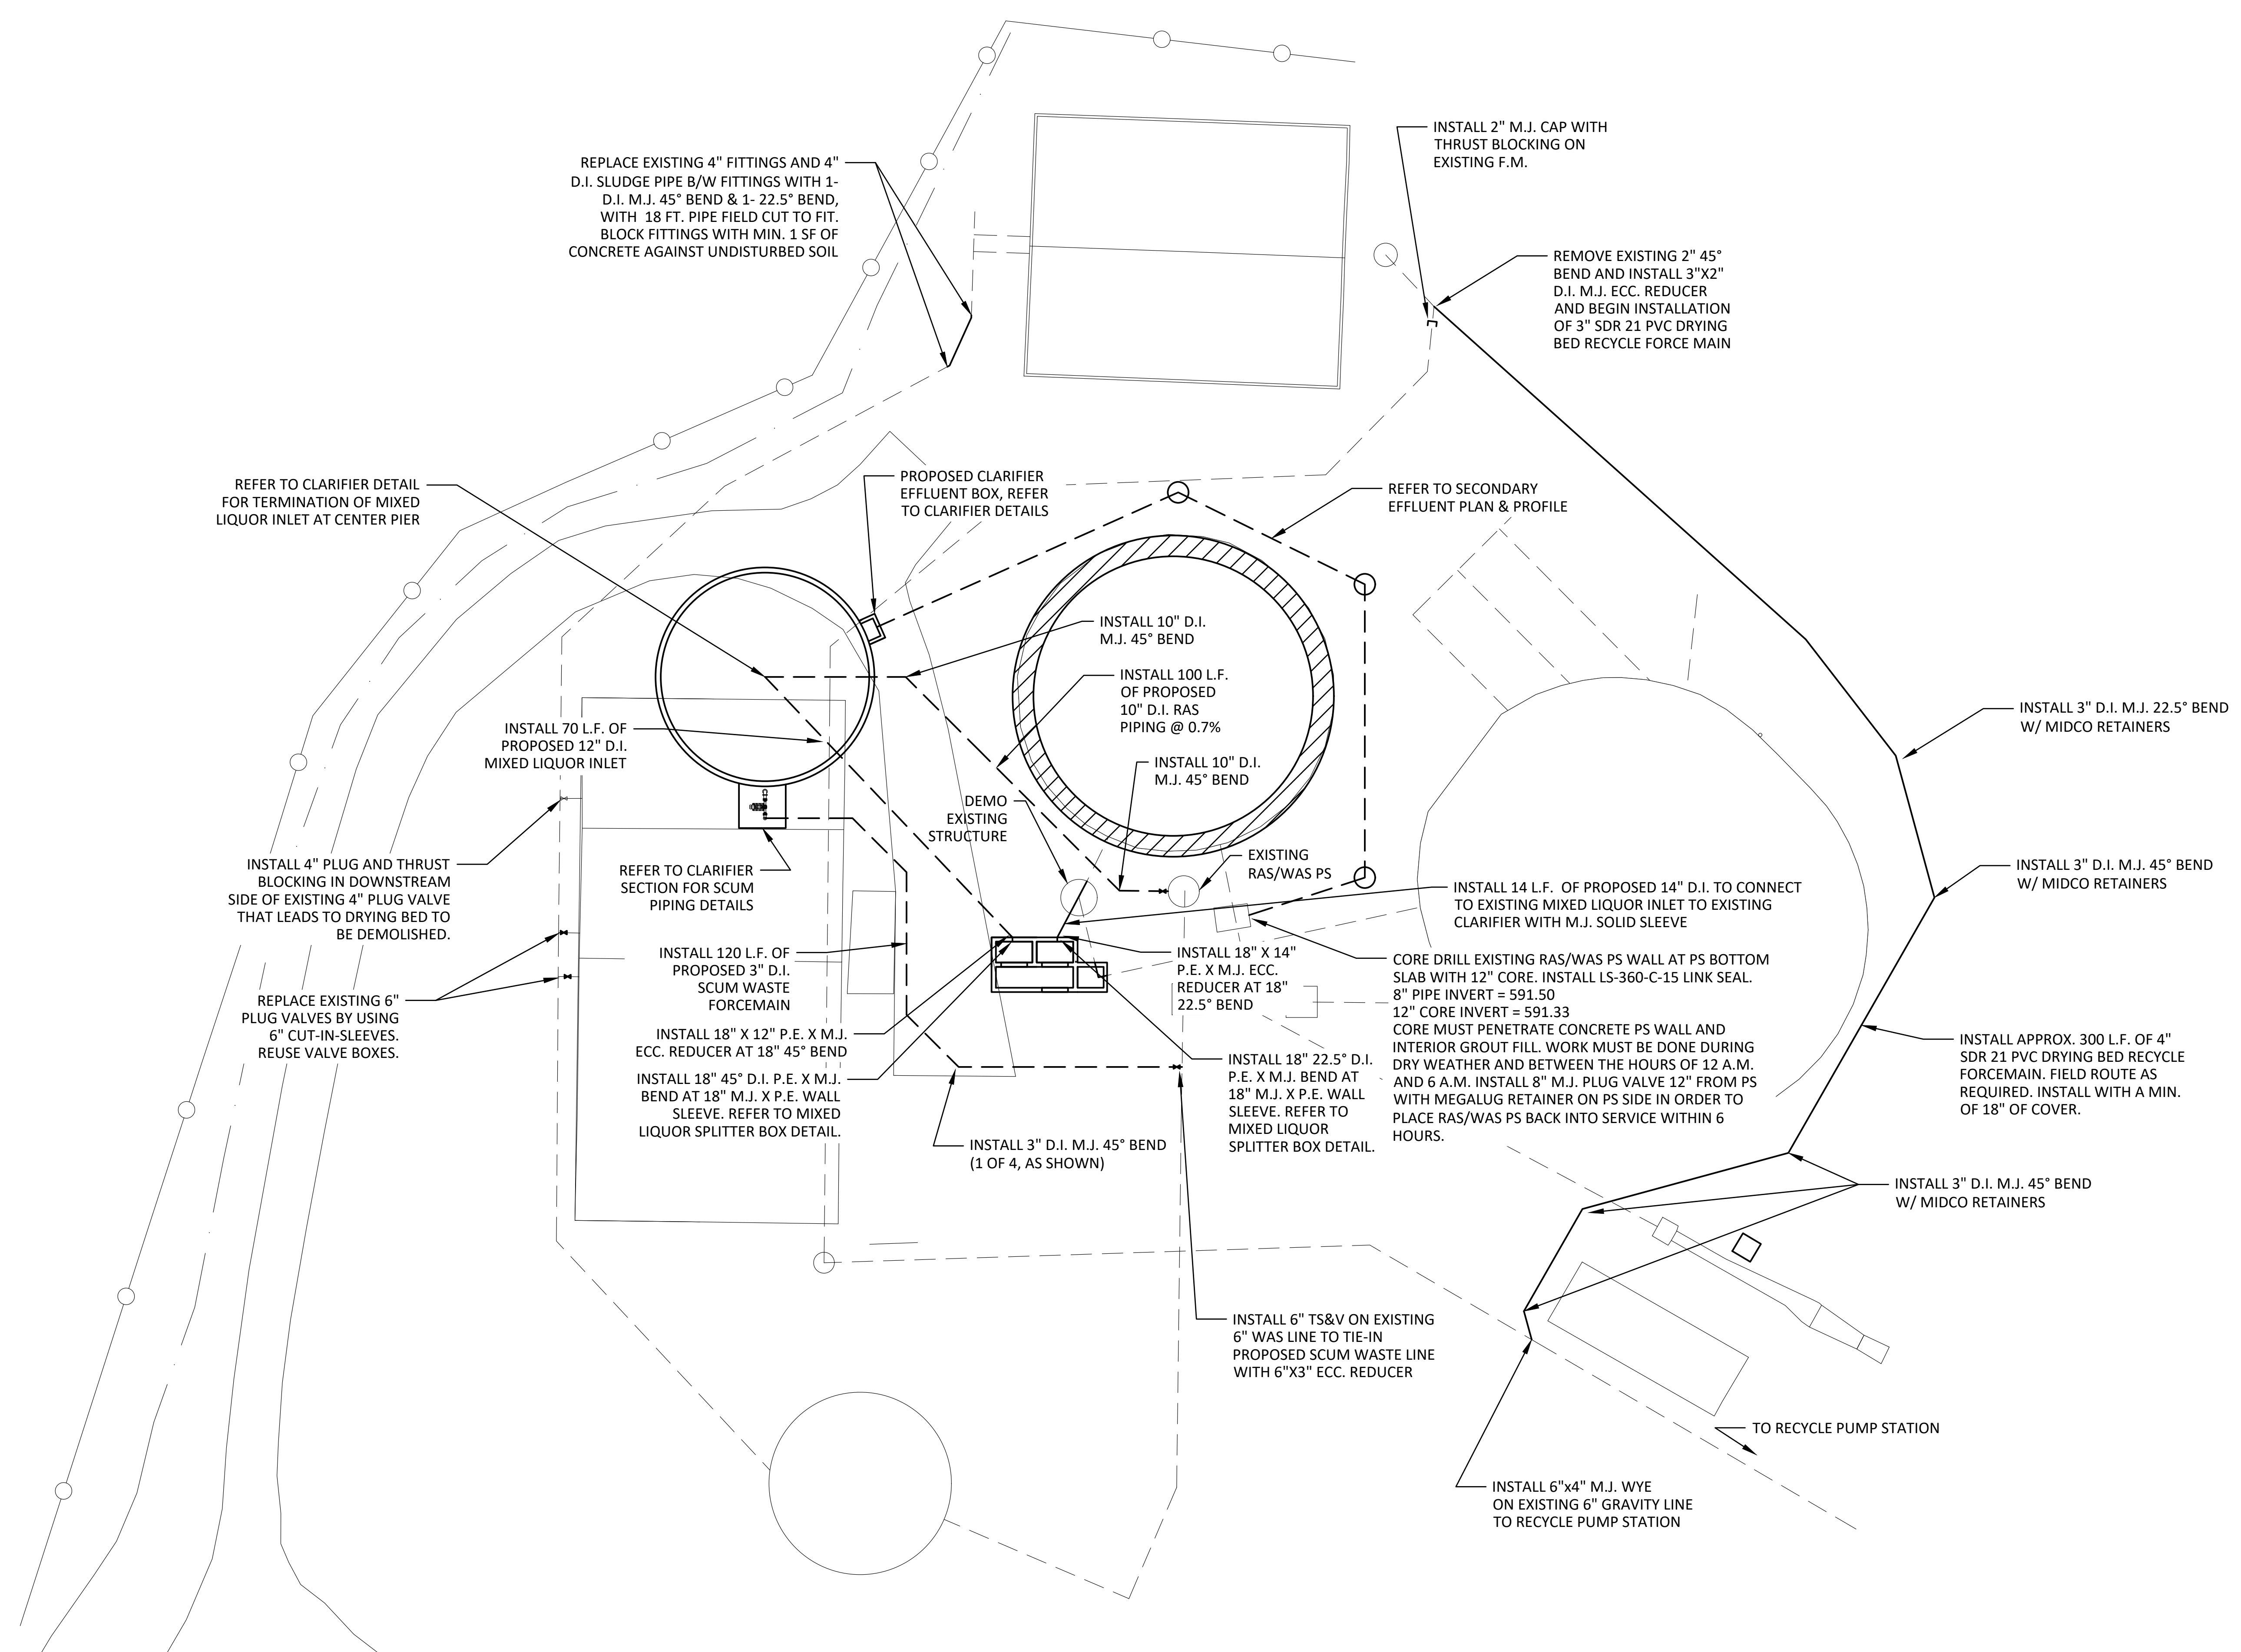 INSTALL 2" M.J. CAP WITH
THRUST BLOCKING ON
EXISTING F.M.
REPLACE EXISTING 4" FITTINGS AND 4"
D.I. SLUDGE PIPE B/W FITTINGS WITH 1-
D.I. M.J. 45° BEND & 1- 22.5° BEND,
WITH 18 FT. PIPE FIELD CUT TO FIT.
BLOCK FITTINGS WITH MIN. 1 SF OF
CONCRETE AGAINST UNDISTURBED SOIL
REMOVE EXISTING 2" 45°
BEND AND INSTALL 3"X2"
D.I. M.J. ECC. REDUCER
AND BEGIN INSTALLATION
OF 3" SDR 21 PVC DRYING
BED RECYCLE FORCE MAIN
REFER TO CLARIFIER DETAIL
FOR TERMINATION OF MIXED
LIQUOR INLET AT CENTER PIER
PROPOSED CLARIFIER
EFFLUENT BOX, REFER
TO CLARIFIER DETAILS
REFER TO SECONDARY
EFFLUENT PLAN & PROFILE
INSTALL 10" D.I.
M.J. 45° BEND
INSTALL 100 L.F.
OF PROPOSED
10" D.I. RAS
PIPING @ 0.7%
INSTALL 3" D.I. M.J. 22.5° BEND
W/ MIDCO RETAINERS
INSTALL 70 L.F. OF
PROPOSED 12" D.I.
MIXED LIQUOR INLET
INSTALL 10" D.I.
M.J. 45° BEND
DEMO
EXISTING
STRUCTURE
INSTALL 4" PLUG AND THRUST
BLOCKING IN DOWNSTREAM
SIDE OF EXISTING 4" PLUG VALVE
THAT LEADS TO DRYING BED TO
BE DEMOLISHED.
REFER TO CLARIFIER
SECTION FOR SCUM
PIPING DETAILS
EXISTING
RAS/WAS PS
INSTALL 3" D.I. M.J. 45° BEND
W/ MIDCO RETAINERS
INSTALL 14 L.F. OF PROPOSED 14" D.I. TO CONNECT
TO EXISTING MIXED LIQUOR INLET TO EXISTING
CLARIFIER WITH M.J. SOLID SLEEVE
INSTALL 120 L.F. OF
PROPOSED 3" D.I.
SCUM WASTE
FORCEMAIN
INSTALL 18" X 14"
P.E. X M.J. ECC.
REDUCER AT 18"
22.5° BEND
CORE DRILL EXISTING RAS/WAS PS WALL AT PS BOTTOM
SLAB WITH 12" CORE. INSTALL LS-360-C-15 LINK SEAL.
8" PIPE INVERT = 591.50
12" CORE INVERT = 591.33
CORE MUST PENETRATE CONCRETE PS WALL AND
INTERIOR GROUT FILL. WORK MUST BE DONE DURING
DRY WEATHER AND BETWEEN THE HOURS OF 12 A.M.
AND 6 A.M. INSTALL 8" M.J. PLUG VALVE 12" FROM PS
WITH MEGALUG RETAINER ON PS SIDE IN ORDER TO
PLACE RAS/WAS PS BACK INTO SERVICE WITHIN 6
HOURS.
REPLACE EXISTING 6"
PLUG VALVES BY USING
6" CUT-IN-SLEEVES.
REUSE VALVE BOXES.
INSTALL 18" X 12" P.E. X M.J.
ECC. REDUCER AT 18" 45° BEND
INSTALL 18" 45° D.I. P.E. X M.J.
BEND AT 18" M.J. X P.E. WALL
SLEEVE. REFER TO MIXED
LIQUOR SPLITTER BOX DETAIL.
INSTALL 18" 22.5° D.I.
P.E. X M.J. BEND AT
18" M.J. X P.E. WALL
SLEEVE. REFER TO
MIXED LIQUOR
SPLITTER BOX DETAIL.
INSTALL APPROX. 300 L.F. OF 4"
SDR 21 PVC DRYING BED RECYCLE
FORCEMAIN. FIELD ROUTE AS
REQUIRED. INSTALL WITH A MIN.
OF 18" OF COVER.
INSTALL 3" D.I. M.J. 45° BEND
(1 OF 4, AS SHOWN)
INSTALL 3" D.I. M.J. 45° BEND
W/ MIDCO RETAINERS
INSTALL 6" TS&V ON EXISTING
6" WAS LINE TO TIE-IN
PROPOSED SCUM WASTE LINE
WITH 6"X3" ECC. REDUCER
TO RECYCLE PUMP STATION
INSTALL 6"x4" M.J. WYE
ON EXISTING 6" GRAVITY LINE
TO RECYCLE PUMP STATION